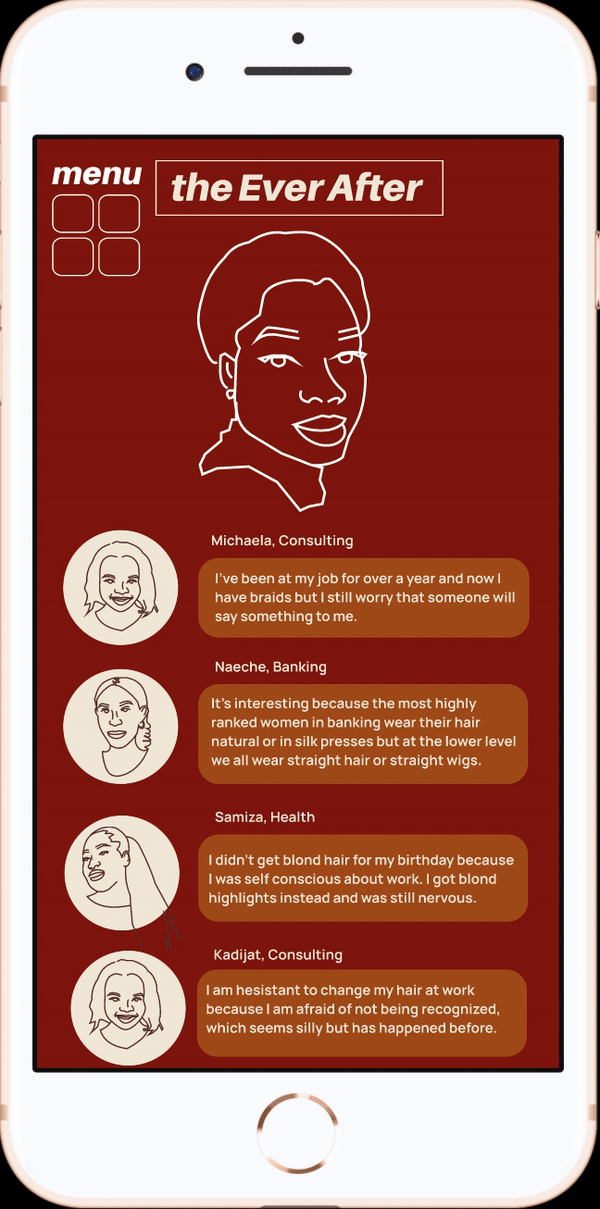 menu
the Ever After
Michaela, Consulting
I've been at my job for over a year and now I
have braids but I still worry that someone will
say something to me.
Naeche, Banking
It's interesting because the most highly
ranked women in banking wear their hair
natural or in silk presses but at the lower level
we all wear straight hair or straight wigs.
Samiza, Health
I didn't get blond hair for my birthday because
I was self conscious about work. I got blond
highlights instead and was still nervous.
Kadijat, Consulting
I am hesistant to change my hair at work
because I am afraid of not being recognized,
which seems silly but has happened before.